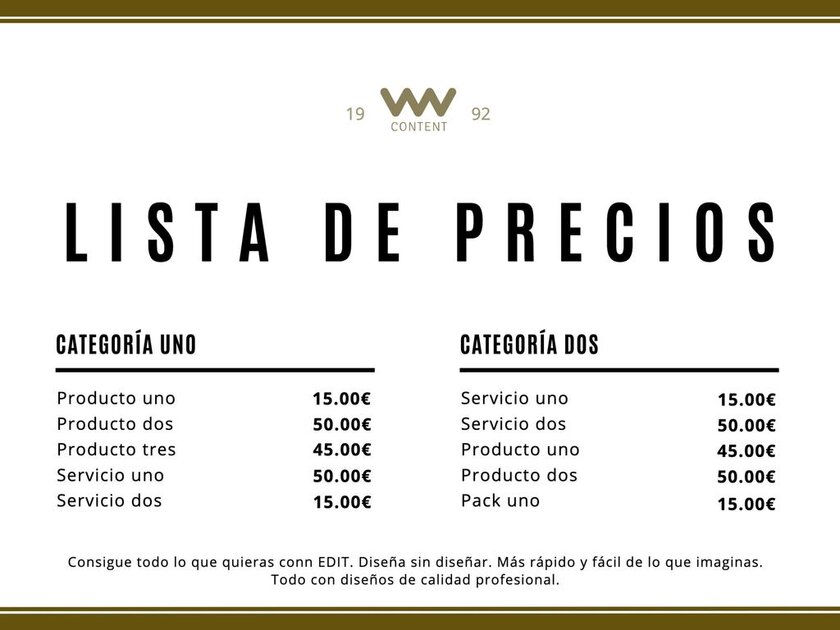 19 CONTENT 92
LISTA DE PRECIOS
CATEGORÍA UNO
Producto uno 15.00€
Producto dos 50.00€
Producto tres 45.00€
Servicio uno 50.00€
Servicio dos 15.00€
CATEGORÍA DOS
Servicio uno 15.00€
Servicio dos 50.00€
Producto uno 45.00€
Producto dos 50.00€
Pack uno 15.00€
Consigue todo lo que quieras conn EDIT. Diseña sin diseñar. Más rápido y fácil de lo que imaginas.
Todo con diseños de calidad profesional.